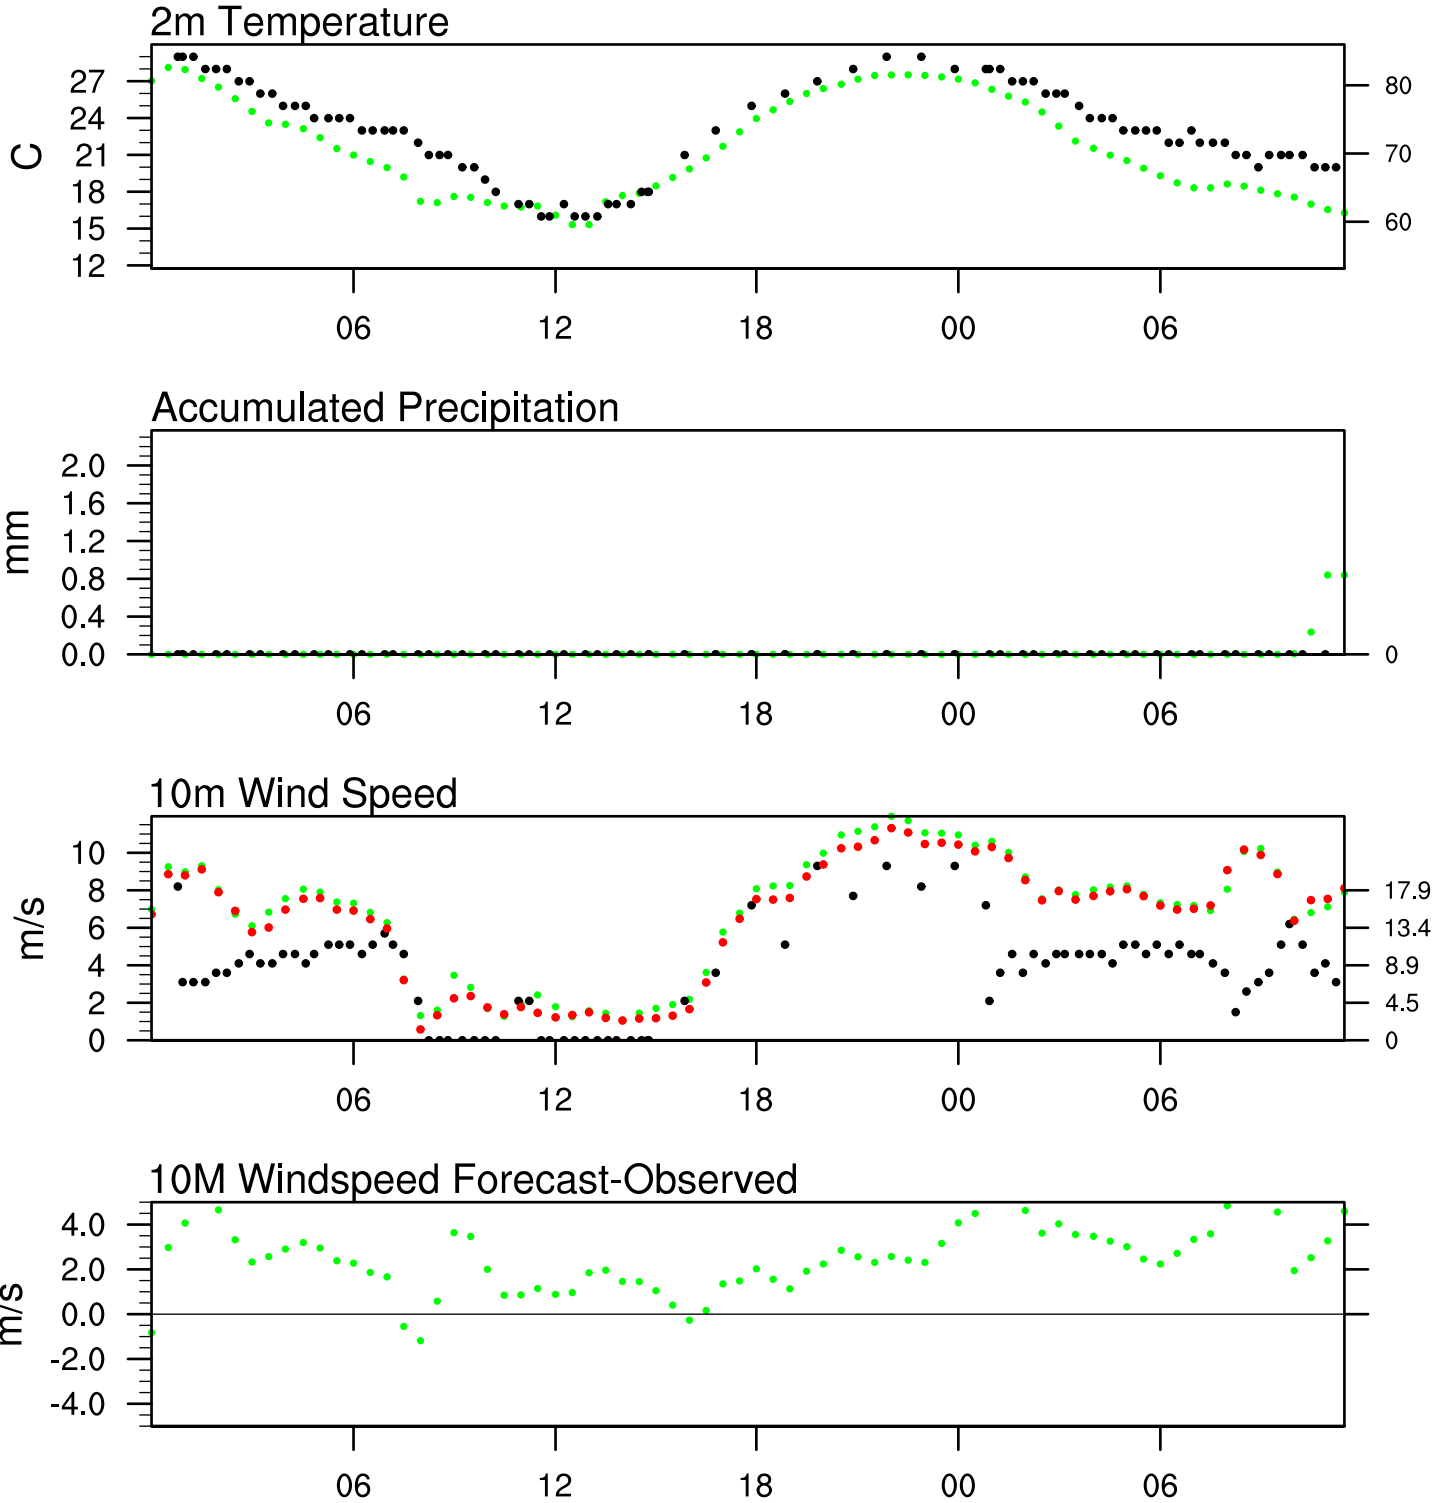 2m Temperature
C
27
24
21
18
15
12
80
70
60
06 12 18 00 06
Accumulated Precipitation
mm
2.0
1.6
1.2
0.8
0.4
0.0
0
06 12 18 00 06
10m Wind Speed
m/s
10
8
6
4
2
0
17.9
13.4
8.9
4.5
0
06 12 18 00 06
10M Windspeed Forecast-Observed
m/s
4.0
2.0
0.0
-2.0
-4.0
06 12 18 00 06